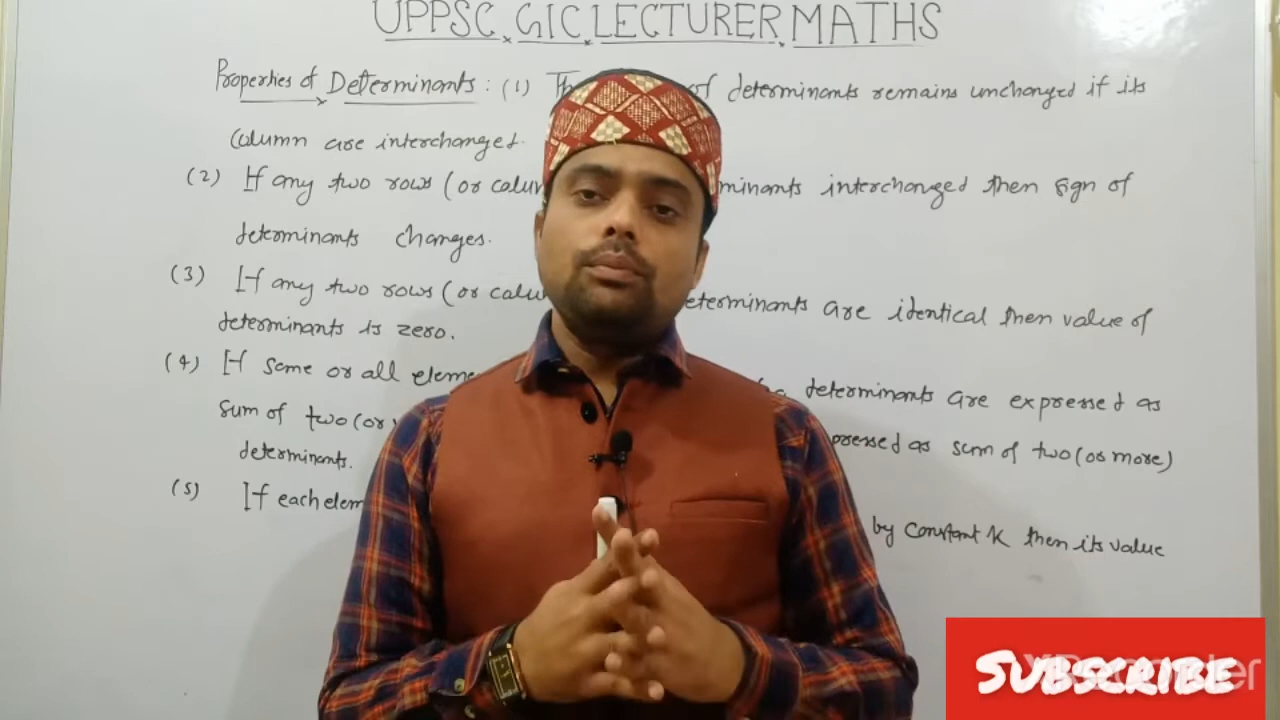 UPPSC GIC LECTURER MATHS
Properties of Determinants : (1) of determinants remains unchanged if its
column are interchanged.
(2) If any two rows (or minants interchanged then sign of
determinants changes.
(3) If any two rows (or eterminants are identical then value of
determinants is zero.
(4) If some or all determinants are expressed as
sum of two (or pressed as sum of two (or more)
determinants.
(5) If each elem by constant K then its value
SUBSCRIBE